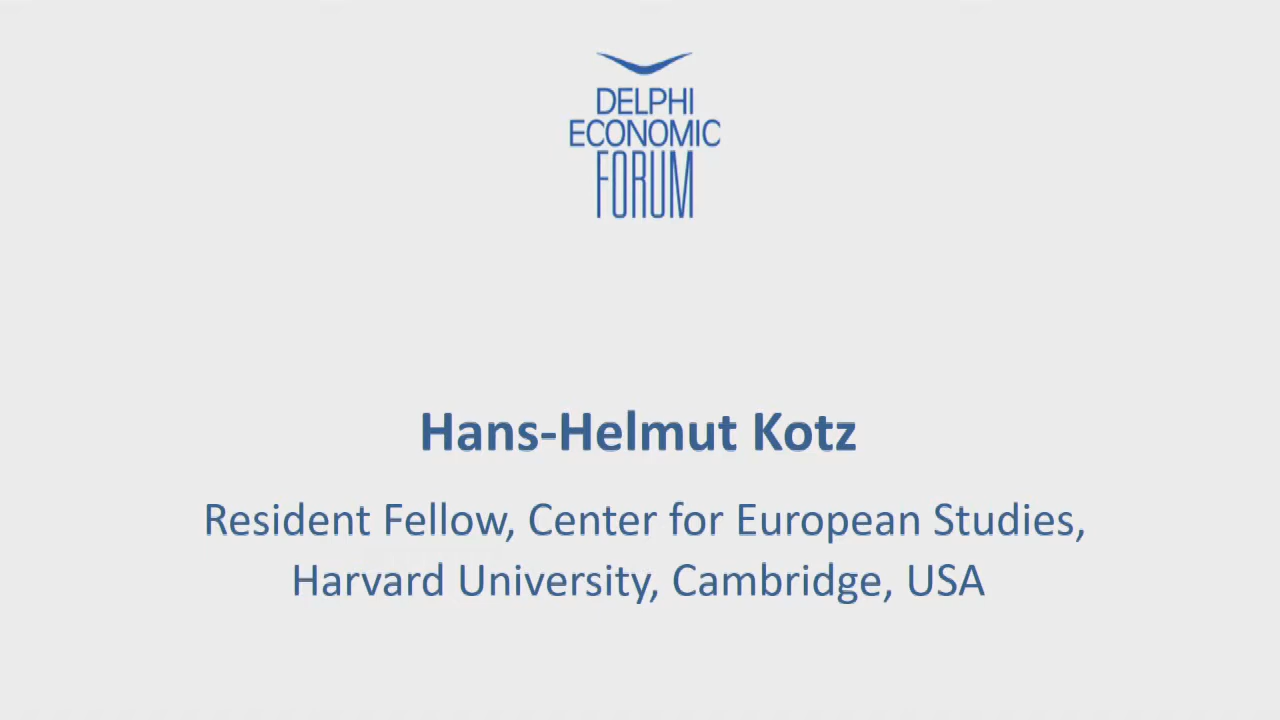 DELPHI
ECONOMIC
FORUM
Hans-Helmut Kotz
Resident Fellow, Center for European Studies,
Harvard University, Cambridge, USA